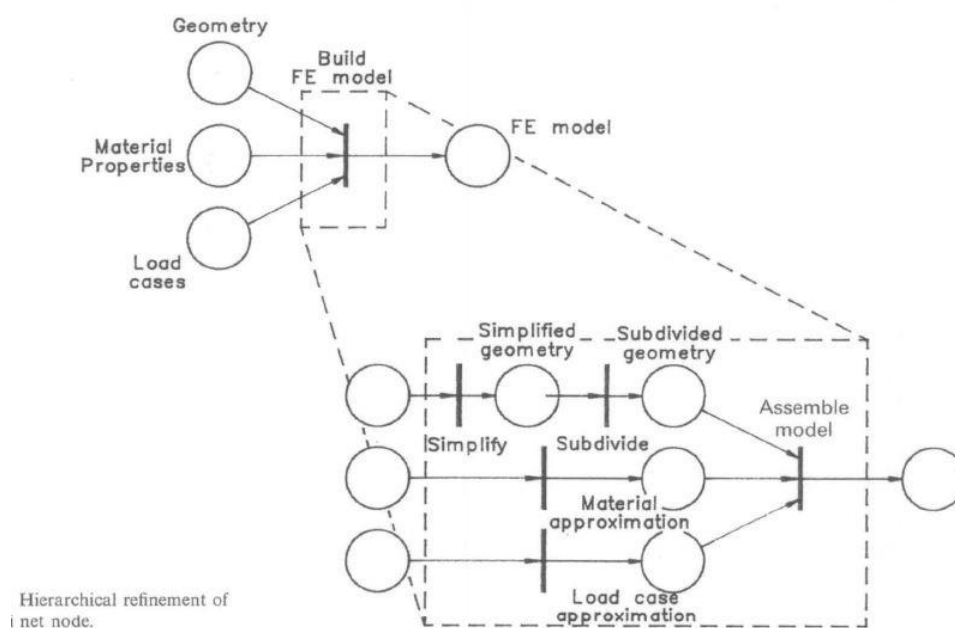 Geometry
Build
FE model
FE model
Material
Properties
Load
cases
Simplified
geometry
Subdivided
geometry
Assemble
model
Simplify
Subdivide
Material
approximation
Load case
approximation
Hierarchical refinement of
net node.